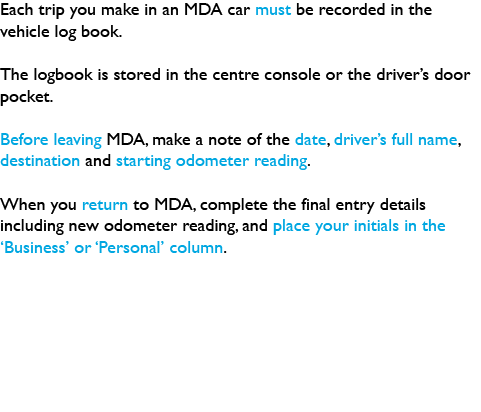 Each trip you make in an MDA car must be recorded in the
vehicle log book.
The logbook is stored in the centre console or the driver’s door
pocket.
Before leaving MDA, make a note of the date, driver’s full name,
destination and starting odometer reading.
When you return to MDA, complete the final entry details
including new odometer reading, and place your initials in the
‘Business’ or ‘Personal’ column.